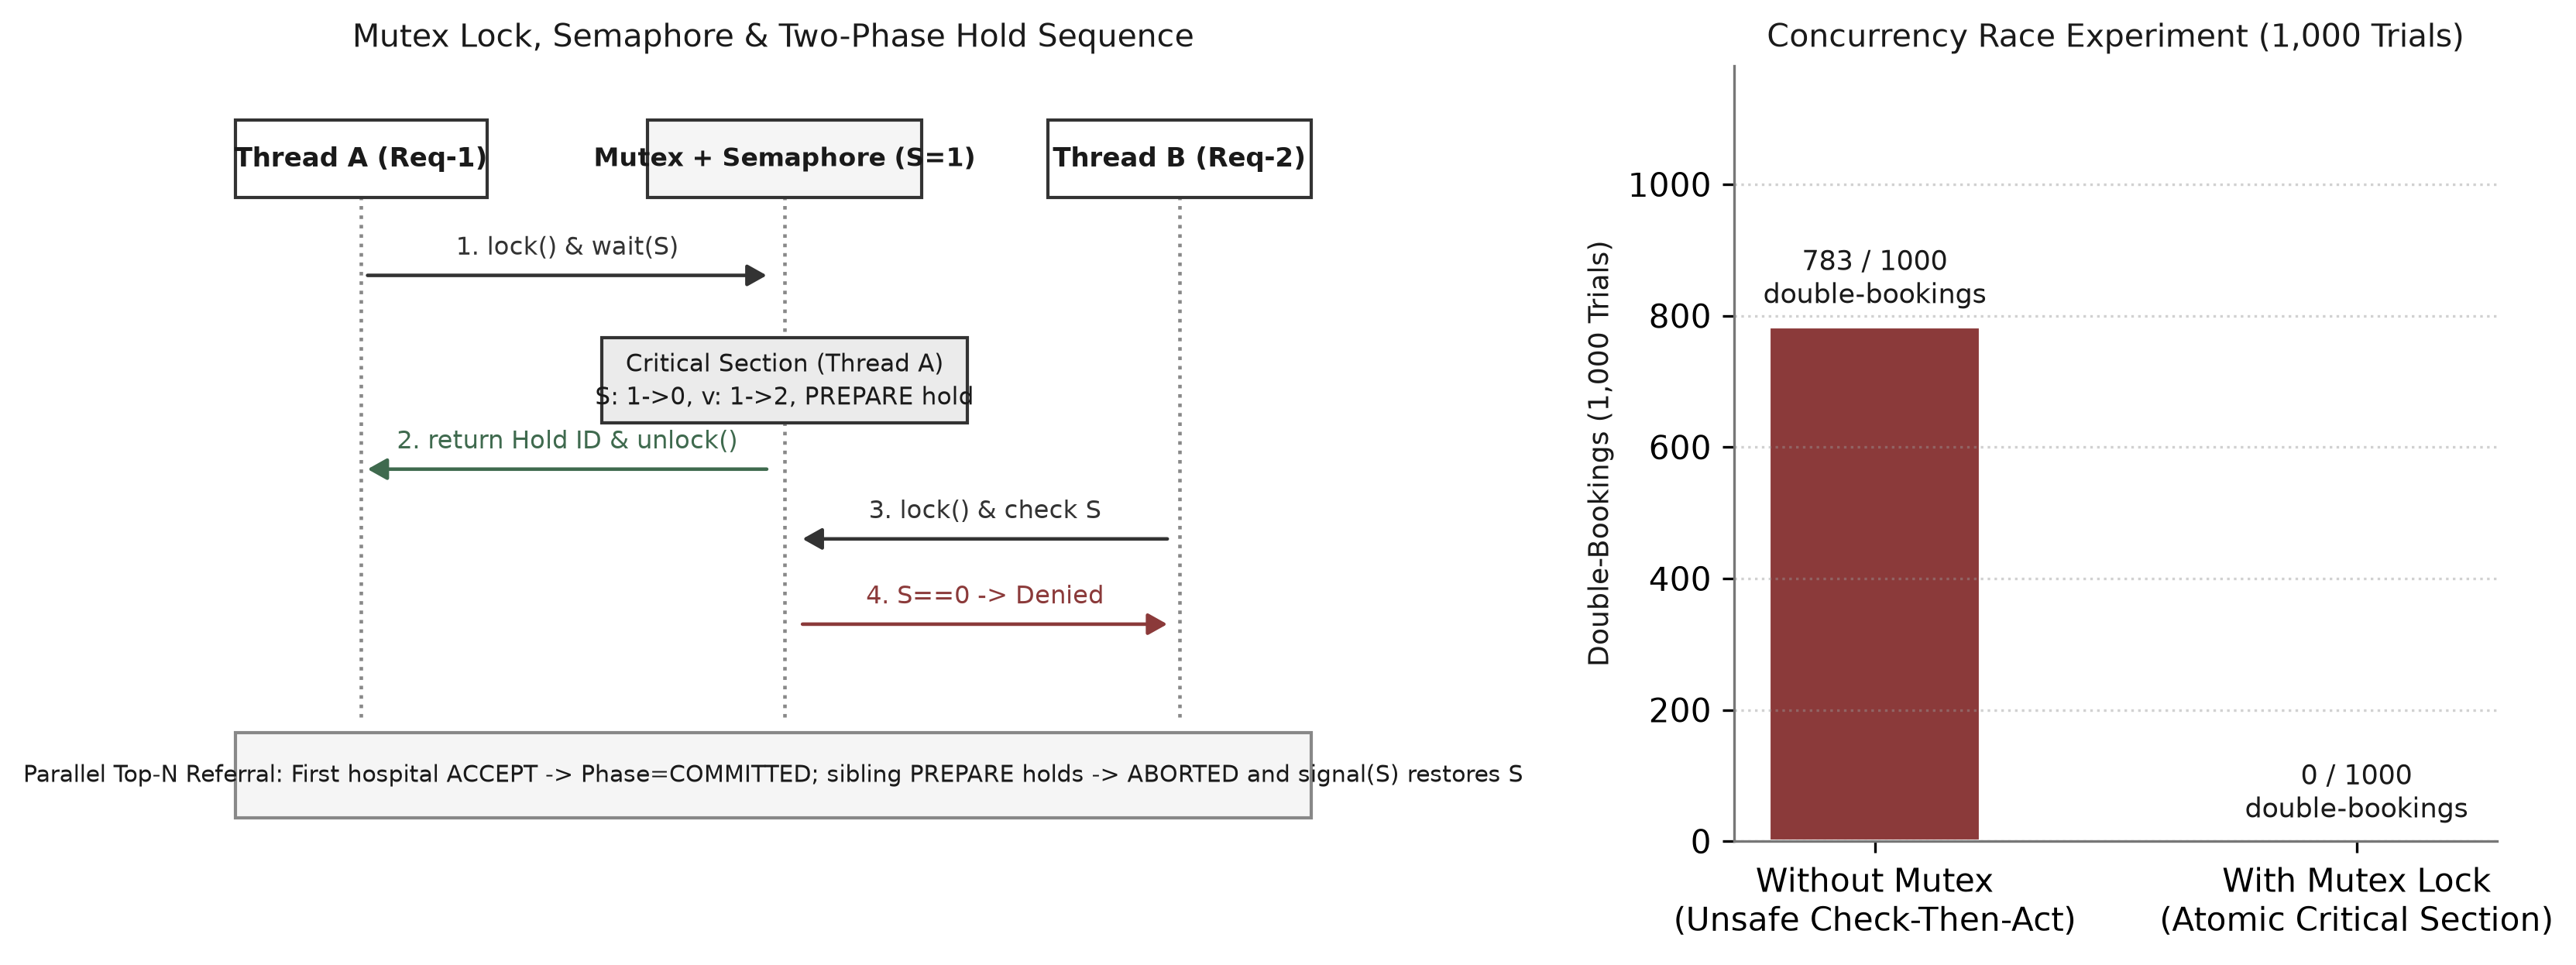 Mutex Lock, Semaphore & Two-Phase Hold Sequence
Thread A (Req-1)
Mutex + Semaphore (S=1)
Thread B (Req-2)
1. lock() & wait(S)
Critical Section (Thread A)
S: 1->0, v: 1->2, PREPARE hold
2. return Hold ID & unlock()
3. lock() & check S
4. S==0 -> Denied
Parallel Top-N Referral: First hospital ACCEPT -> Phase=COMMITTED; sibling PREPARE holds -> ABORTED and signal(S) restores S
Concurrency Race Experiment (1,000 Trials)
Double-Bookings (1,000 Trials)
1000
800
600
400
200
0
783 / 1000
double-bookings
0 / 1000
double-bookings
Without Mutex
(Unsafe Check-Then-Act)
With Mutex Lock
(Atomic Critical Section)